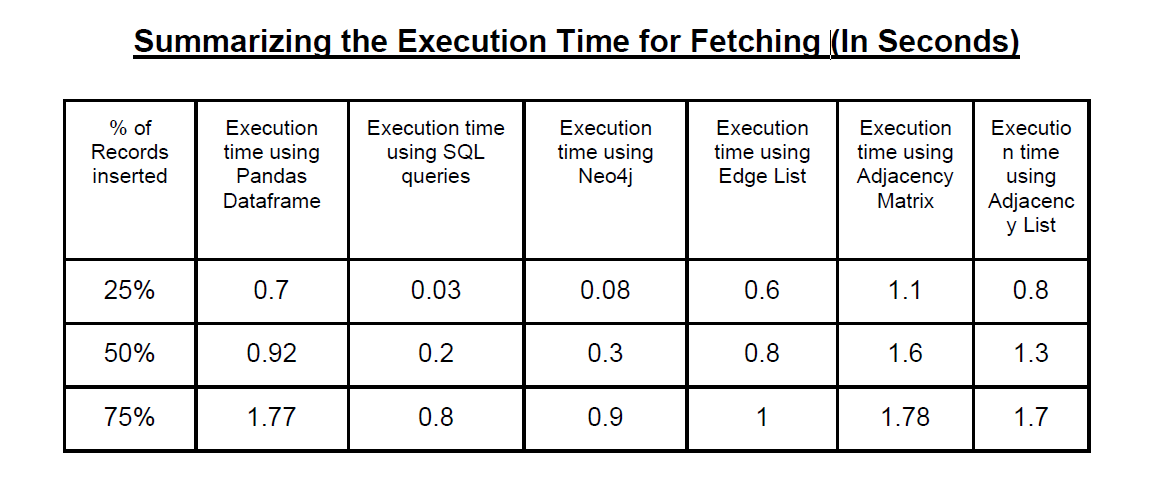 Summarizing the Execution Time for Fetching (In Seconds)
% of
Records
inserted
Execution
time using
Pandas
Dataframe
Execution time
using SQL
queries
Execution
time using
Neo4j
Execution
time using
Edge List
Execution
time using
Adjacency
Matrix
Executio
n time
using
Adjacenc
y List
25% 0.7 0.03 0.08 0.6 1.1 0.8
50% 0.92 0.2 0.3 0.8 1.6 1.3
75% 1.77 0.8 0.9 1 1.78 1.7